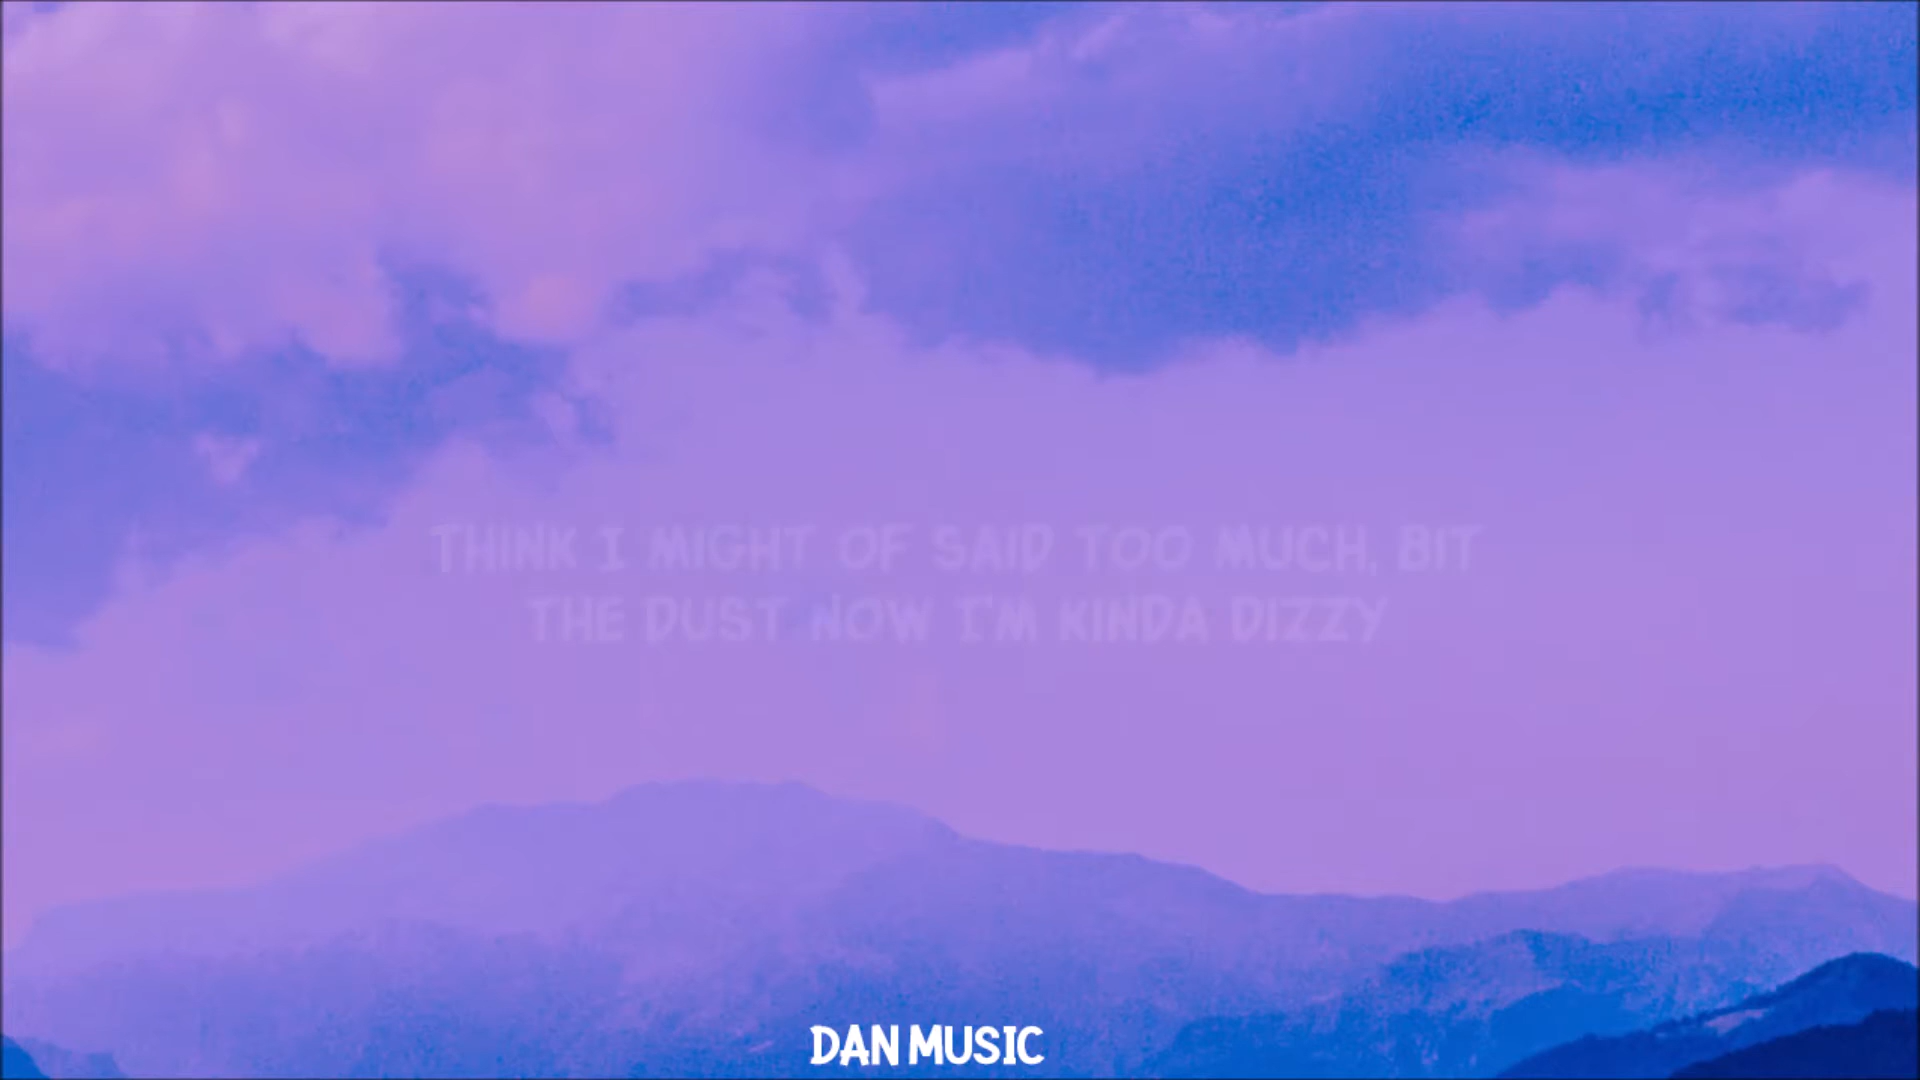 THINK I MIGHT OF SAID TOO MUCH, BIT
THE DUST NOW I'M KINDA DIZZY
DAN MUSIC